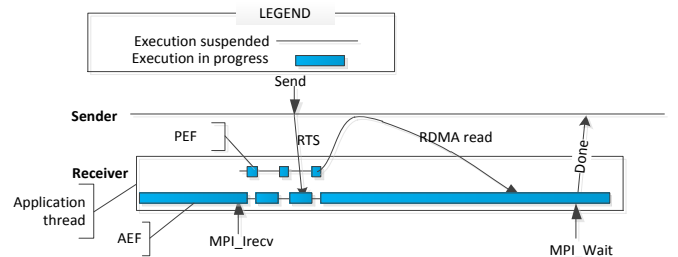 LEGEND
Execution suspended
Execution in progress
Send
Sender
PEF
RTS
RDMA read
Done
Receiver
Application
thread
AEF
MPI_Irecv
MPI_Wait